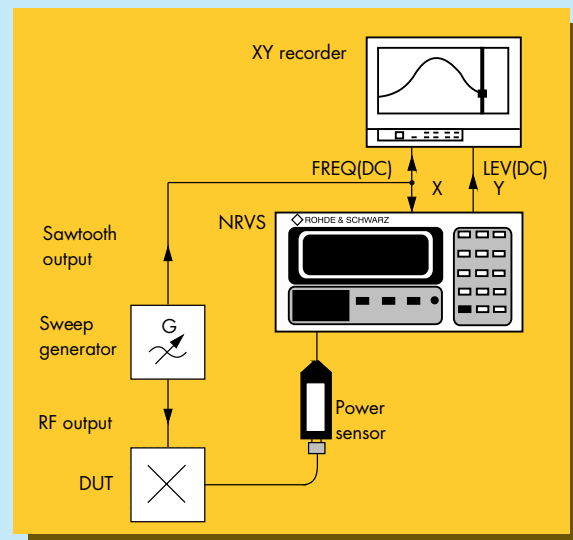 XY recorder
FREQ(DC)
LEV(DC)
X
Y
NRVS
ROHDE & SCHWARZ
Sawtooth
output
Sweep
generator
G
RF output
Power
sensor
DUT